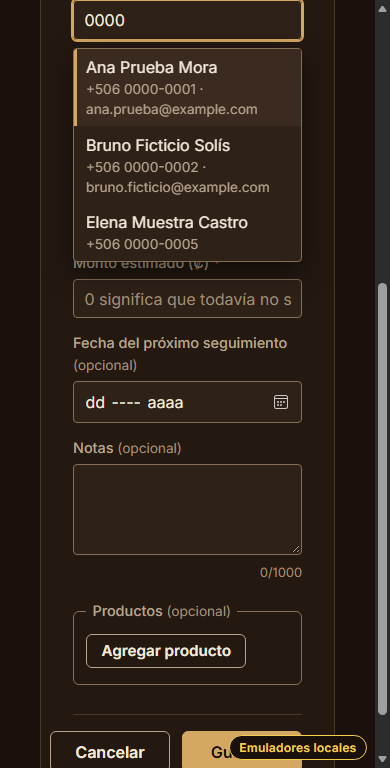 0000
Ana Prueba Mora
+506 0000-0001 ·
ana.prueba@example.com
Bruno Ficticio Solís
+506 0000-0002 ·
bruno.ficticio@example.com
Elena Muestra Castro
+506 0000-0005
Monto estimado (₡) *
0 significa que todavía no s
Fecha del próximo seguimiento
(opcional)
dd ---- aaaa
Notas (opcional)
0/1000
Productos (opcional)
Agregar producto
Cancelar
Emuladores locales